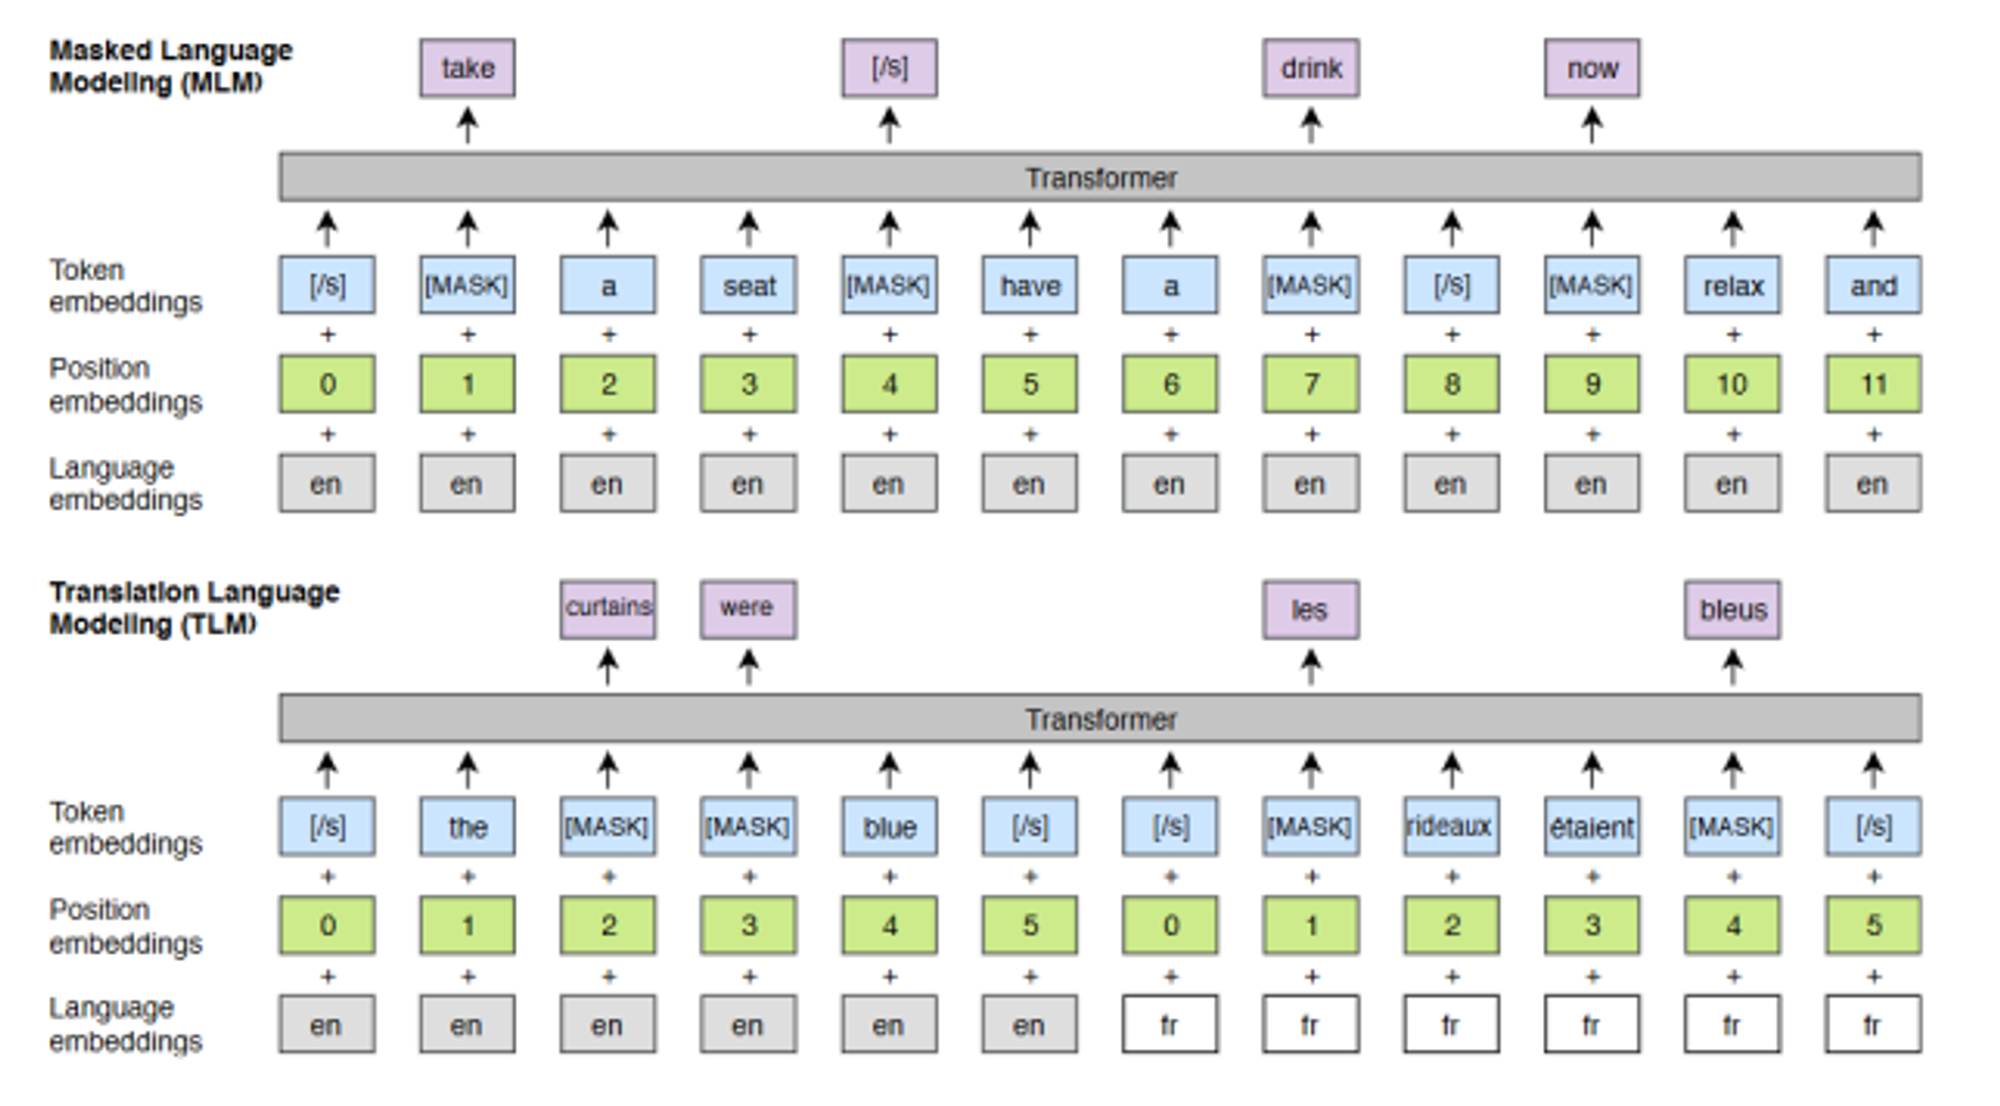 Masked Language
Modeling (MLM)
take [/s] drink now
Transformer
Token
embeddings
[/s] [MASK] a seat [MASK] have a [MASK] [/s] [MASK] relax and
+ + + + + + + + + + + +
Position
embeddings
0 1 2 3 4 5 6 7 8 9 10 11
+ + + + + + + + + + + +
Language
embeddings
en en en en en en en en en en en en
Translation Language
Modeling (TLM)
curtains were les bleus
Transformer
Token
embeddings
[/s] the [MASK] [MASK] blue [/s] [/s] [MASK] rideaux étaient [MASK] [/s]
+ + + + + + + + + + + +
Position
embeddings
0 1 2 3 4 5 0 1 2 3 4 5
+ + + + + + + + + + + +
Language
embeddings
en en en en en en fr fr fr fr fr fr